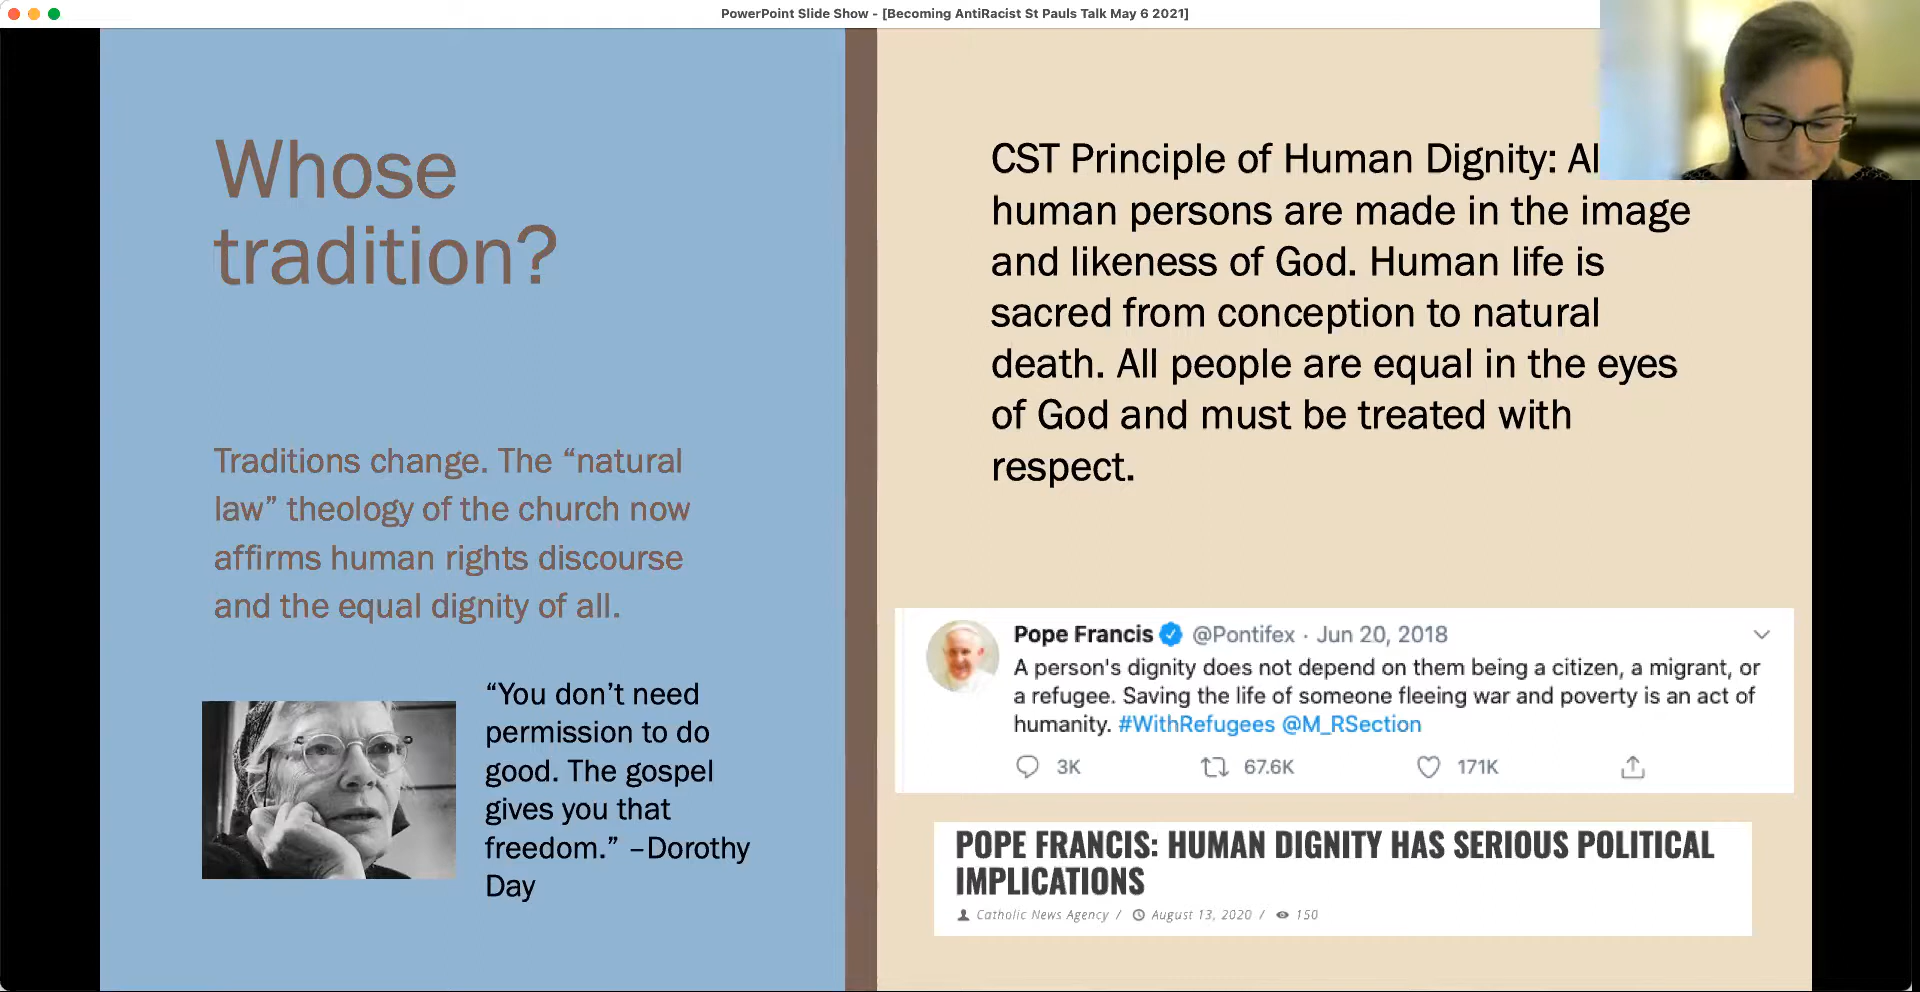 PowerPoint Slide Show - [Becoming AntiRacist St Pauls Talk May 6 2021]
Whose
tradition?
Traditions change. The “natural
law” theology of the church now
affirms human rights discourse
and the equal dignity of all.
“You don’t need
permission to do
good. The gospel
gives you that
freedom.” –Dorothy
Day
CST Principle of Human Dignity:
human persons are made in the image
and likeness of God. Human life is
sacred from conception to natural
death. All people are equal in the eyes
of God and must be treated with
respect.
Pope Francis @Pontifex · Jun 20, 2018
A person's dignity does not depend on them being a citizen, a migrant, or
a refugee. Saving the life of someone fleeing war and poverty is an act of
humanity. #WithRefugees @M_RSection
3K 67.6K 171K
POPE FRANCIS: HUMAN DIGNITY HAS SERIOUS POLITICAL
IMPLICATIONS
Catholic News Agency / August 13, 2020 / 150